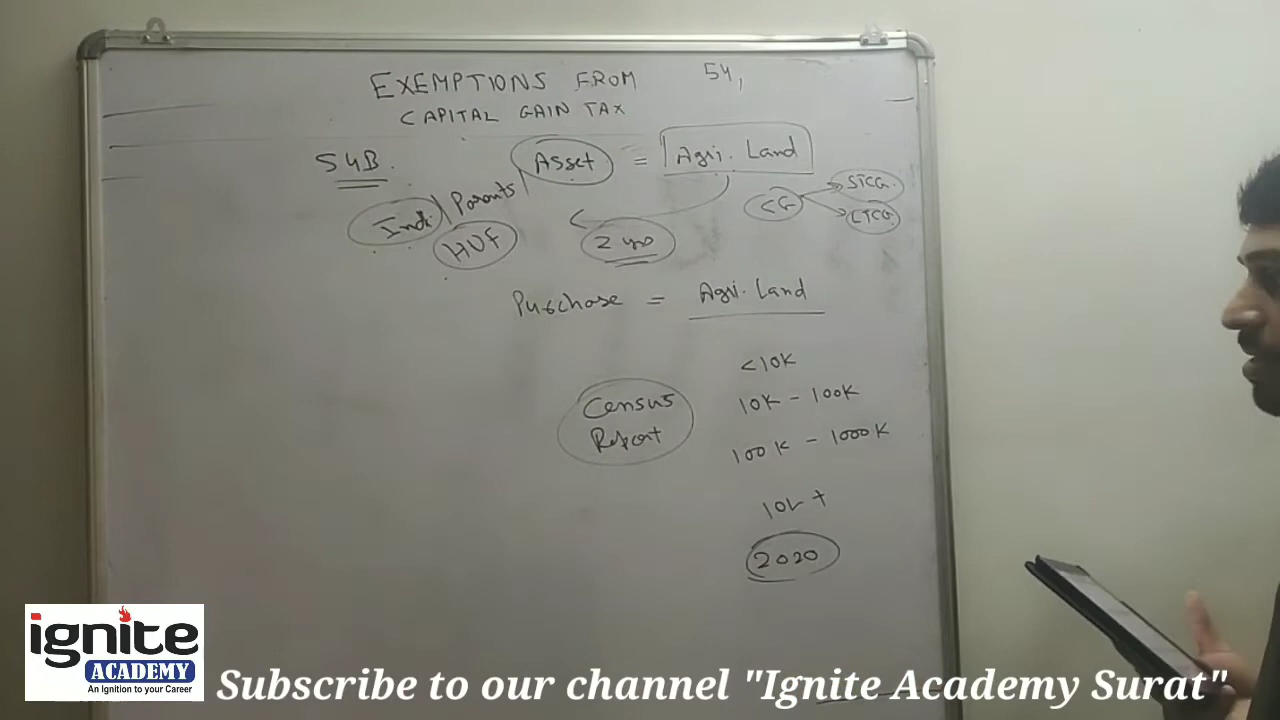 EXEMPTIONS FROM 54,
CAPITAL GAIN TAX
54B. Asset = Agri. Land
Indi / Parents / HUF
2 yrs
CG STCG
LTCG
Purchase = Agri. Land
Census
Report
<10K
10K - 100K
100K - 1000K
10L +
2020
ignite
ACADEMY
An Ignition to your Career
Subscribe to our channel "Ignite Academy Surat"